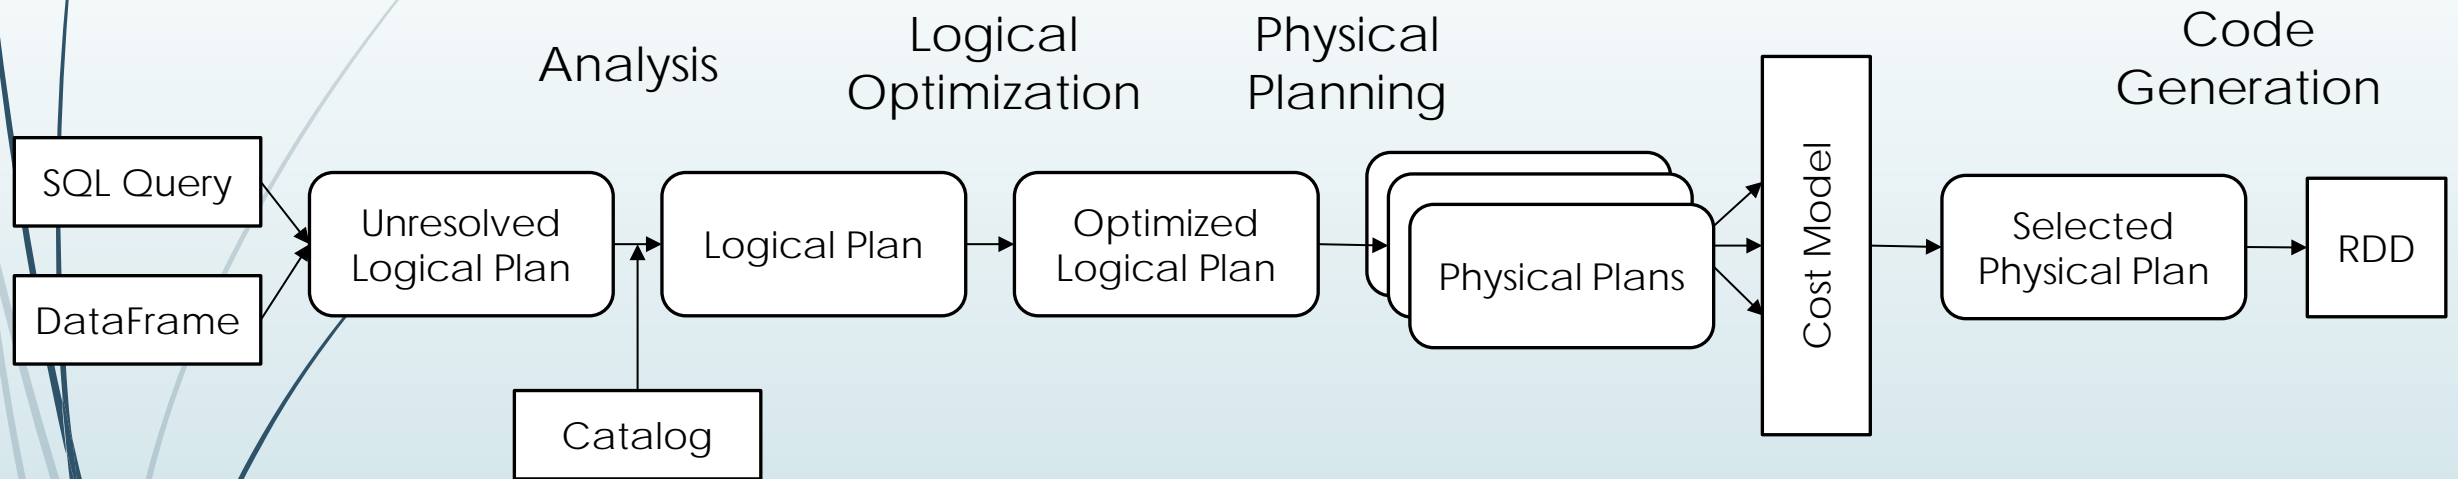 Analysis
Logical
Optimization
Physical
Planning
Code
Generation
SQL Query
DataFrame
Unresolved
Logical Plan
Catalog
Logical Plan
Optimized
Logical Plan
Physical Plans
Cost Model
Selected
Physical Plan
RDD